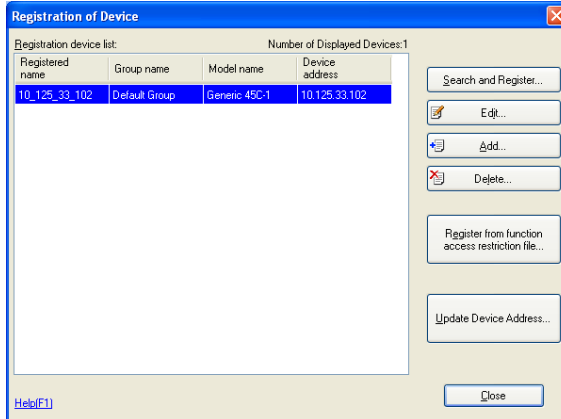 Registration of Device
Registration device list:
Number of Displayed Devices:1
Registered name
Group name
Model name
Device address
10_125_33_102
Default Group
Generic 45C-1
10.125.33.102
Search and Register...
Edit...
Add...
Delete...
Register from function
access restriction file...
Update Device Address...
Help(F1)
Close